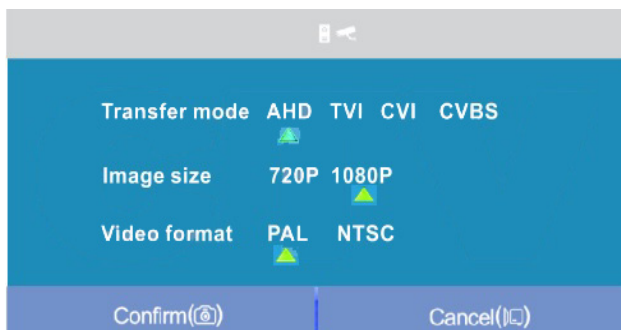 Transfer mode AHD TVI CVI CVBS
Image size 720P 1080P
Video format PAL NTSC
Confirm() Cancel()